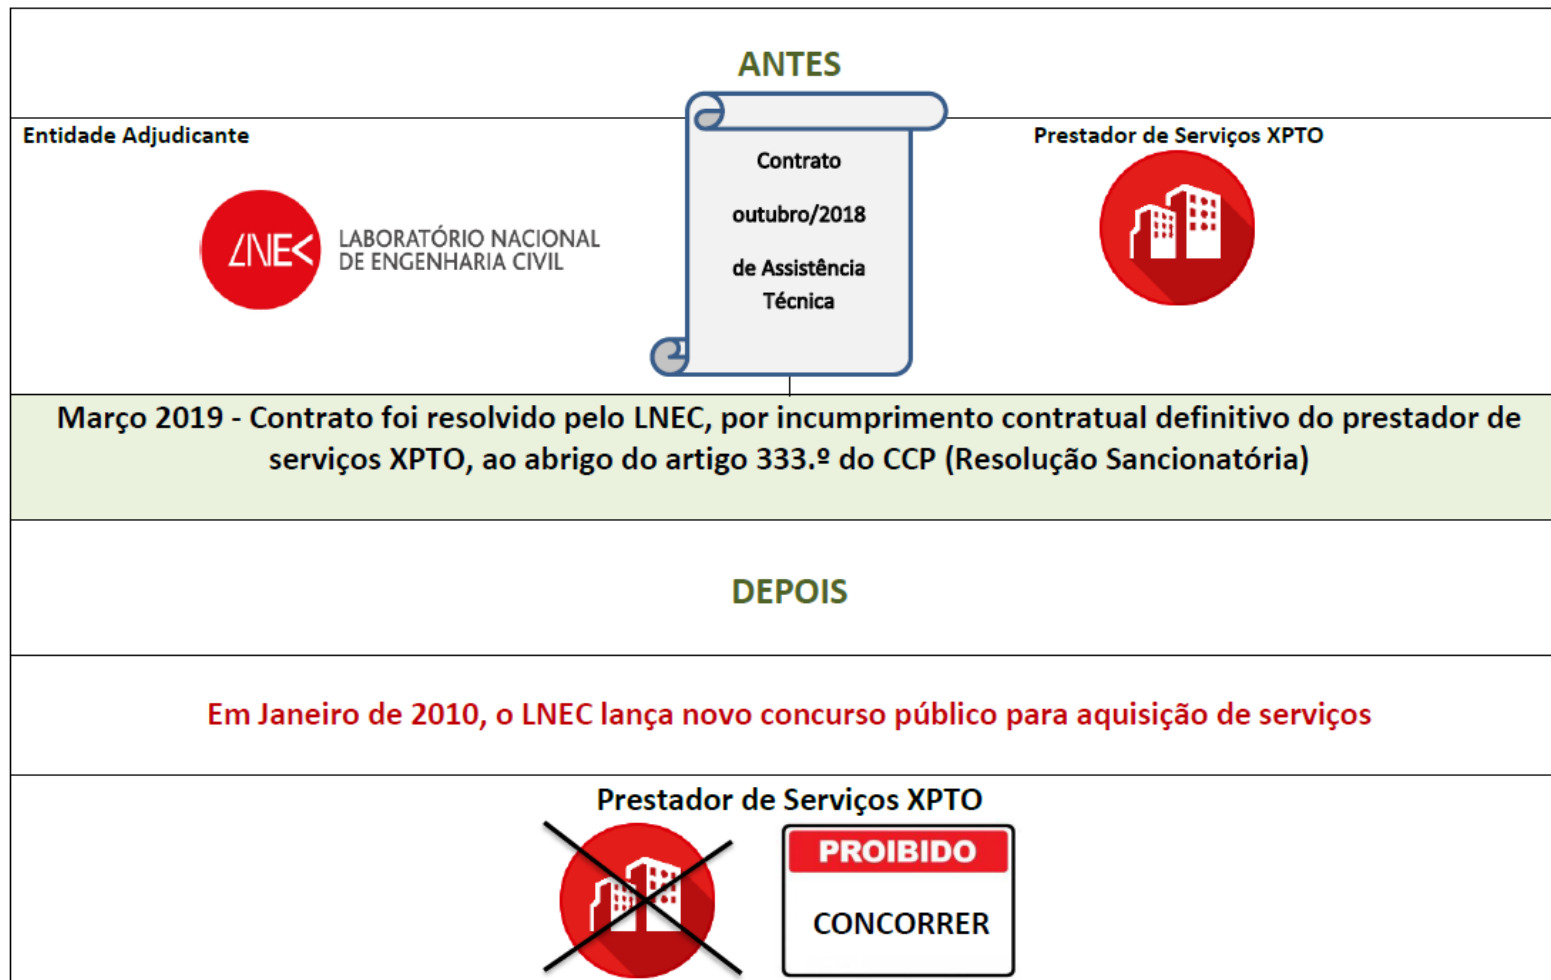 ANTES
Entidade Adjudicante
LNEC
LABORATÓRIO NACIONAL
DE ENGENHARIA CIVIL
Contrato
outubro/2018
de Assistência
Técnica
Prestador de Serviços XPTO
Março 2019 - Contrato foi resolvido pelo LNEC, por incumprimento contratual definitivo do prestador de
serviços XPTO, ao abrigo do artigo 333.º do CCP (Resolução Sancionatória)
DEPOIS
Em Janeiro de 2010, o LNEC lança novo concurso público para aquisição de serviços
Prestador de Serviços XPTO
PROIBIDO
CONCORRER